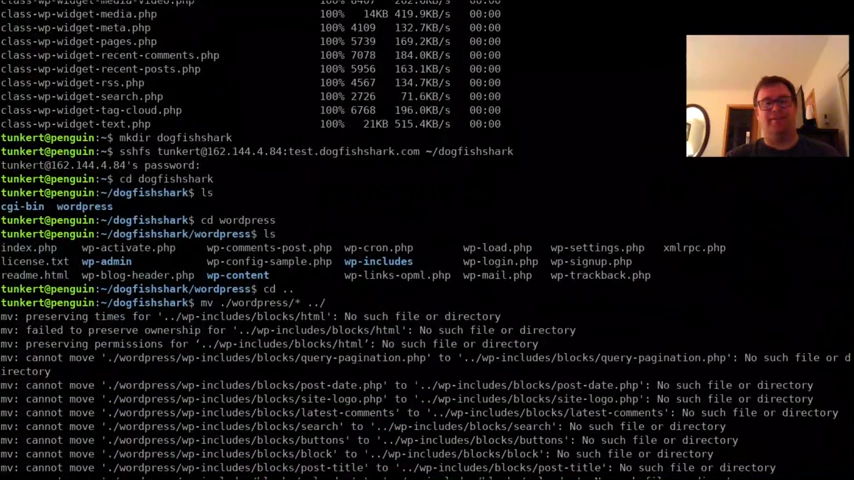 class-wp-widget-media-video.php 100% 8407 262.6KB/s 00:00
class-wp-widget-media.php 100% 14KB 419.9KB/s 00:00
class-wp-widget-meta.php 100% 4109 132.7KB/s 00:00
class-wp-widget-pages.php 100% 5739 169.2KB/s 00:00
class-wp-widget-recent-comments.php 100% 7078 184.0KB/s 00:00
class-wp-widget-recent-posts.php 100% 5956 163.1KB/s 00:00
class-wp-widget-rss.php 100% 4567 134.7KB/s 00:00
class-wp-widget-search.php 100% 2726 71.6KB/s 00:00
class-wp-widget-tag-cloud.php 100% 6768 196.0KB/s 00:00
class-wp-widget-text.php 100% 21KB 515.4KB/s 00:00
tunkert@penguin:~$ mkdir dogfishshark
tunkert@penguin:~$ sshfs tunkert@162.144.4.84:test.dogfishshark.com ~/dogfishshark
tunkert@162.144.4.84's password:
tunkert@penguin:~$ cd dogfishshark
tunkert@penguin:~/dogfishshark$ ls
cgi-bin wordpress
tunkert@penguin:~/dogfishshark$ cd wordpress
tunkert@penguin:~/dogfishshark/wordpress$ ls
index.php wp-activate.php wp-comments-post.php wp-cron.php wp-load.php wp-settings.php xmlrpc.php
license.txt wp-admin wp-config-sample.php wp-includes wp-login.php wp-signup.php
readme.html wp-blog-header.php wp-content wp-links-opml.php wp-mail.php wp-trackback.php
tunkert@penguin:~/dogfishshark/wordpress$ cd ..
tunkert@penguin:~/dogfishshark$ mv ./wordpress/* ../
mv: preserving times for '../wp-includes/blocks/html': No such file or directory
mv: failed to preserve ownership for '../wp-includes/blocks/html': No such file or directory
mv: preserving permissions for ‘../wp-includes/blocks/html’: No such file or directory
mv: cannot move './wordpress/wp-includes/blocks/query-pagination.php' to '../wp-includes/blocks/query-pagination.php': No such file or d
irectory
mv: cannot move './wordpress/wp-includes/blocks/post-date.php' to '../wp-includes/blocks/post-date.php': No such file or directory
mv: cannot move './wordpress/wp-includes/blocks/site-logo.php' to '../wp-includes/blocks/site-logo.php': No such file or directory
mv: cannot move './wordpress/wp-includes/blocks/latest-comments' to '../wp-includes/blocks/latest-comments': No such file or directory
mv: cannot move './wordpress/wp-includes/blocks/search' to '../wp-includes/blocks/search': No such file or directory
mv: cannot move './wordpress/wp-includes/blocks/buttons' to '../wp-includes/blocks/buttons': No such file or directory
mv: cannot move './wordpress/wp-includes/blocks/block' to '../wp-includes/blocks/block': No such file or directory
mv: cannot move './wordpress/wp-includes/blocks/post-title' to '../wp-includes/blocks/post-title': No such file or directory